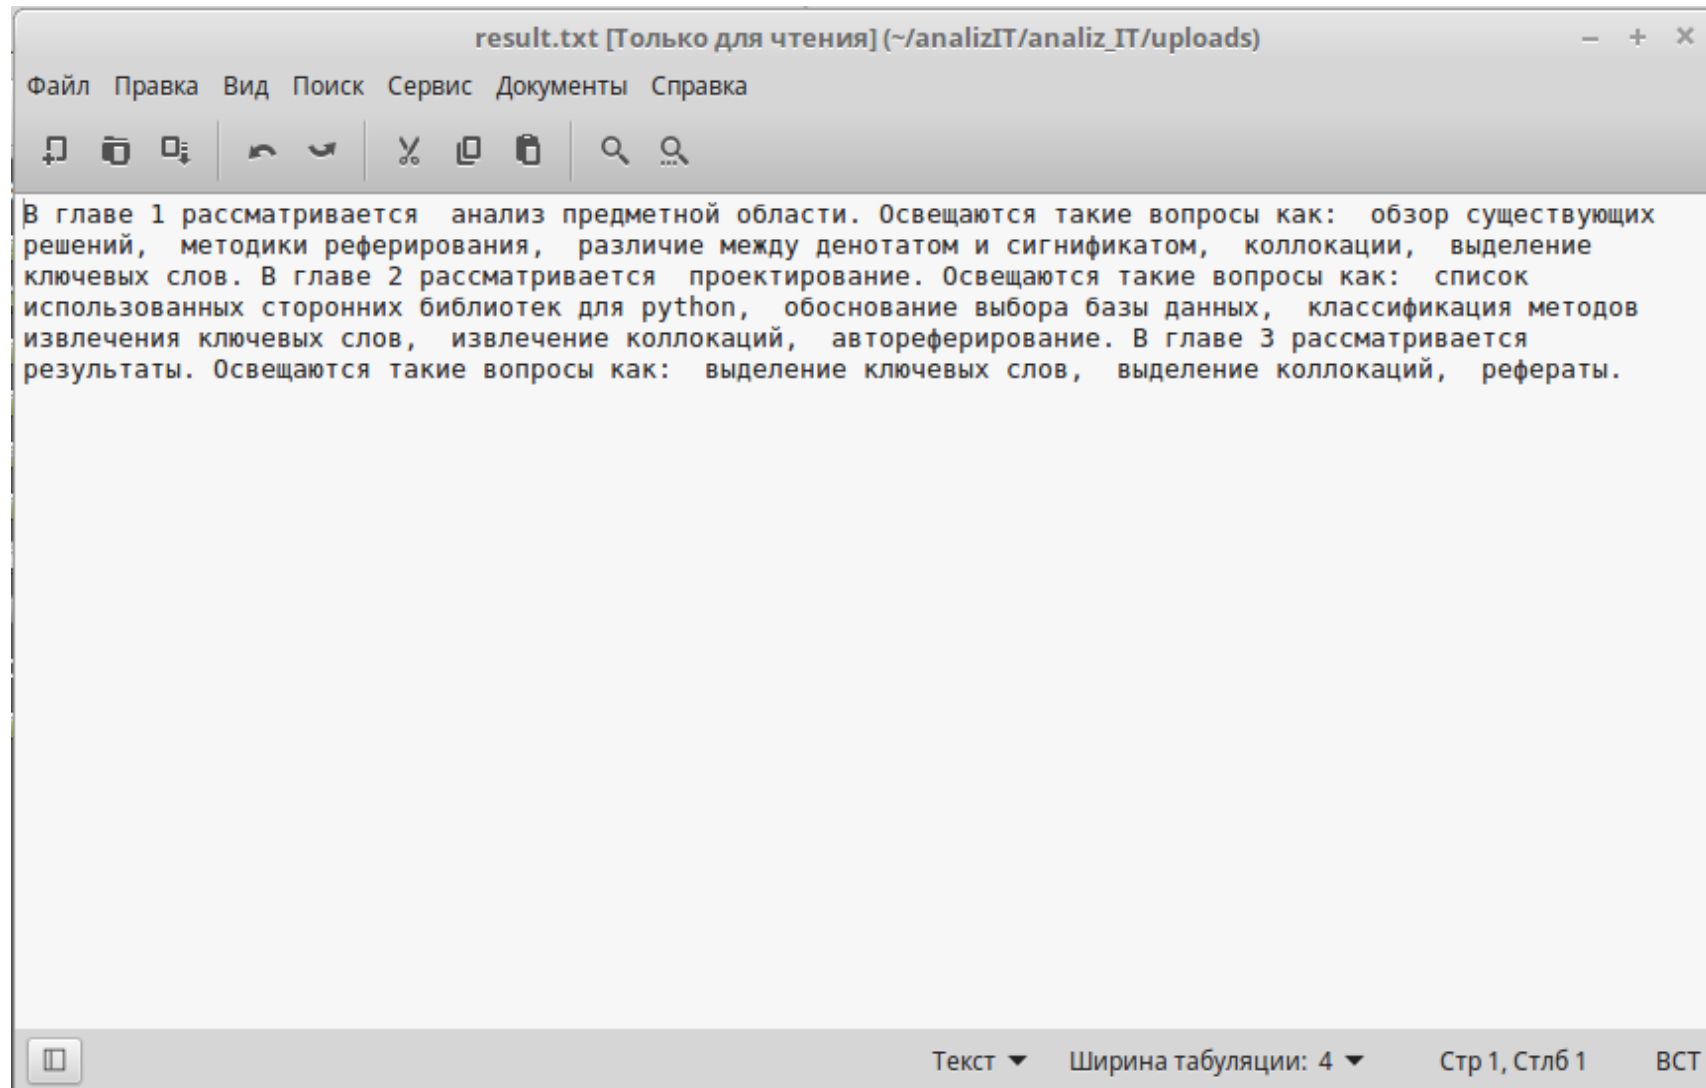 result.txt [Только для чтения] (~/analizIT/analiz_IT/uploads)
Файл Правка Вид Поиск Сервис Документы Справка
В главе 1 рассматривается  анализ предметной области. Освещаются такие вопросы как:  обзор существующих
решений,  методики реферирования,  различие между денотатом и сигнификатом,  коллокации,  выделение
ключевых слов. В главе 2 рассматривается  проектирование. Освещаются такие вопросы как:  список
использованных сторонних библиотек для python,  обоснование выбора базы данных,  классификация методов
извлечения ключевых слов,  извлечение коллокаций,  автореферирование. В главе 3 рассматривается
результаты. Освещаются такие вопросы как:  выделение ключевых слов,  выделение коллокаций,  рефераты.
Текст Ширина табуляции: 4 Стр 1, Стлб 1 ВСТ